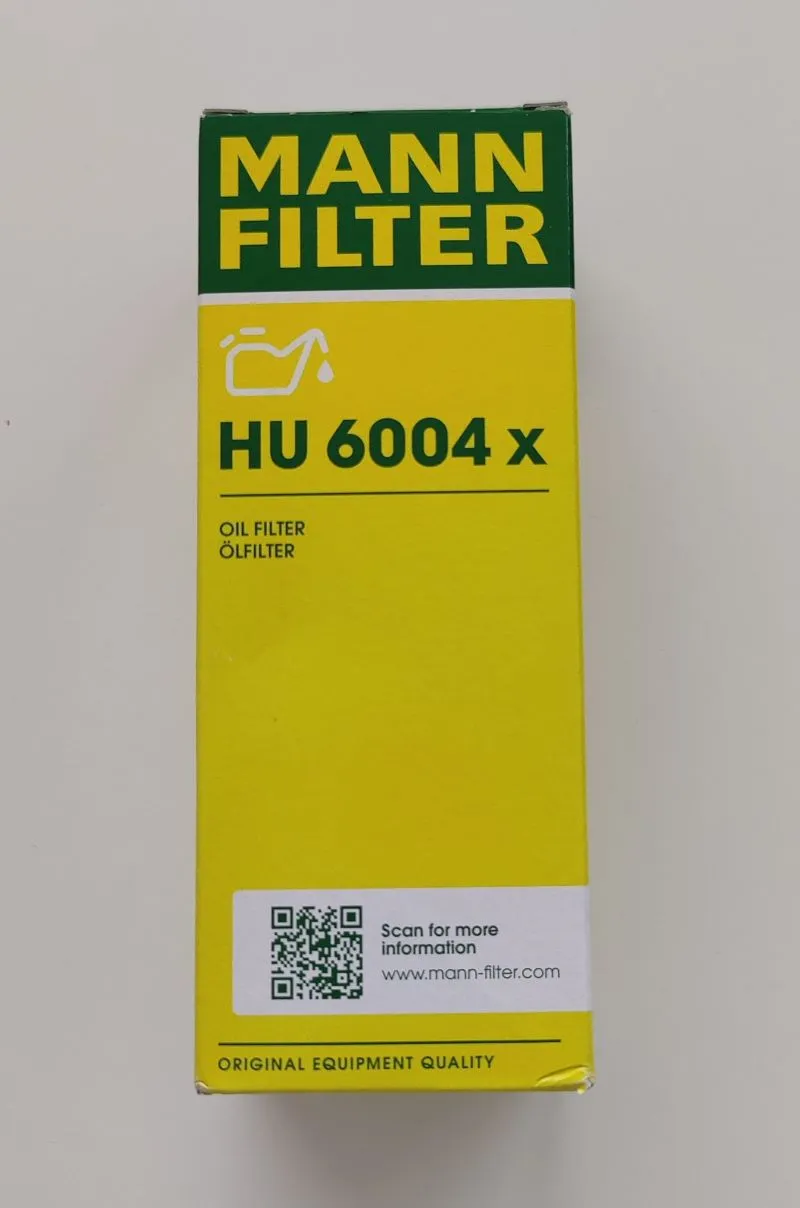 MANN
FILTER
HU 6004 x
OIL FILTER
ÖLFILTER
Scan for more
information
www.mann-filter.com
ORIGINAL EQUIPMENT QUALITY